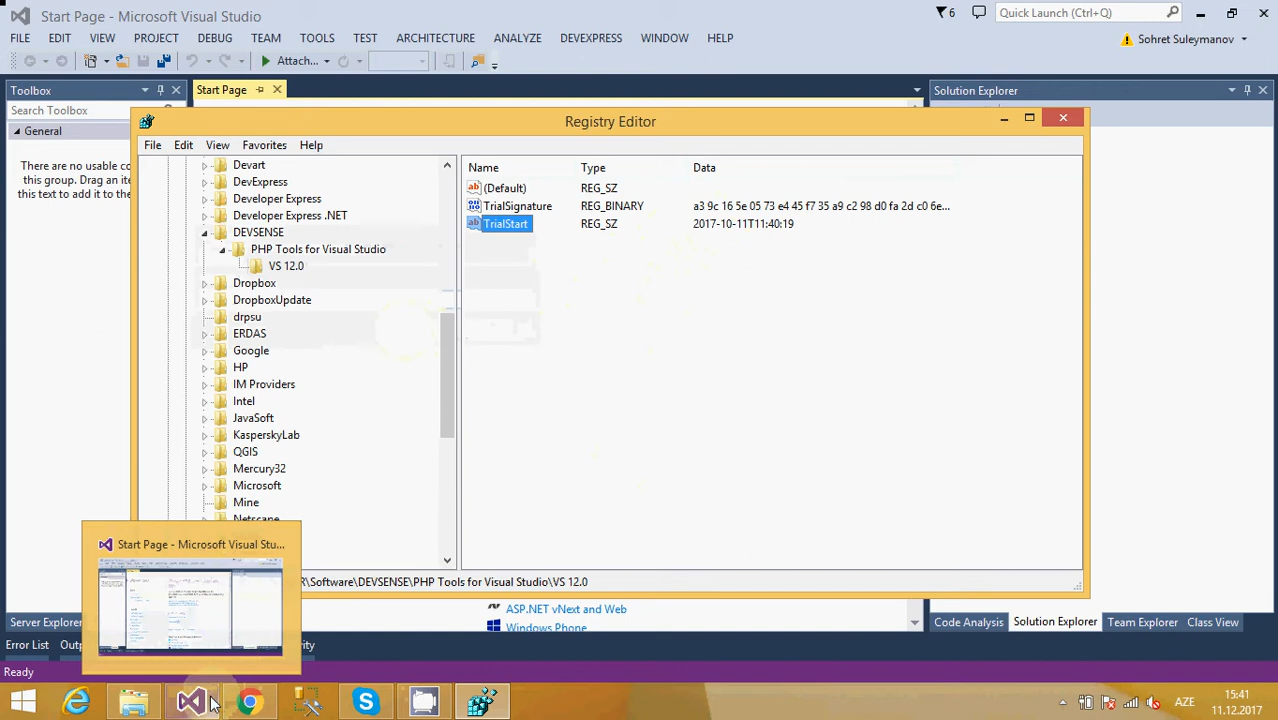 Start Page - Microsoft Visual Studio
6
Quick Launch (Ctrl+Q)
FILE EDIT VIEW PROJECT DEBUG TEAM TOOLS TEST ARCHITECTURE ANALYZE DEVEXPRESS WINDOW HELP
Sohret Suleymanov
Attach...
Toolbox
Start Page
Solution Explorer
Search Toolbox
General
There are no usable co
this group. Drag an ite
this text to add it to the
Registry Editor
File Edit View Favorites Help
Name Type Data
Devart
DevExpress
Developer Express
Developer Express .NET
DEVSENSE
PHP Tools for Visual Studio
VS 12.0
Dropbox
DropboxUpdate
drpsu
ERDAS
Google
HP
IM Providers
Intel
JavaSoft
KasperskyLab
QGIS
Mercury32
Microsoft
Mine
Netscape
(Default) REG_SZ
TrialSignature REG_BINARY a3 9c 16 5e 05 73 e4 45 f7 35 a9 c2 98 d0 fa 2d c0 6e...
TrialStart REG_SZ 2017-10-11T11:40:19
Start Page - Microsoft Visual Stu...
R\Software\DEVSENSE\PHP Tools for Visual Studio\VS 12.0
ASP.NET vNext and Web
Windows Phone
Server Explorer
Code Analysis Solution Explorer Team Explorer Class View
Error List Outp
Ready
AZE
15:41
11.12.2017